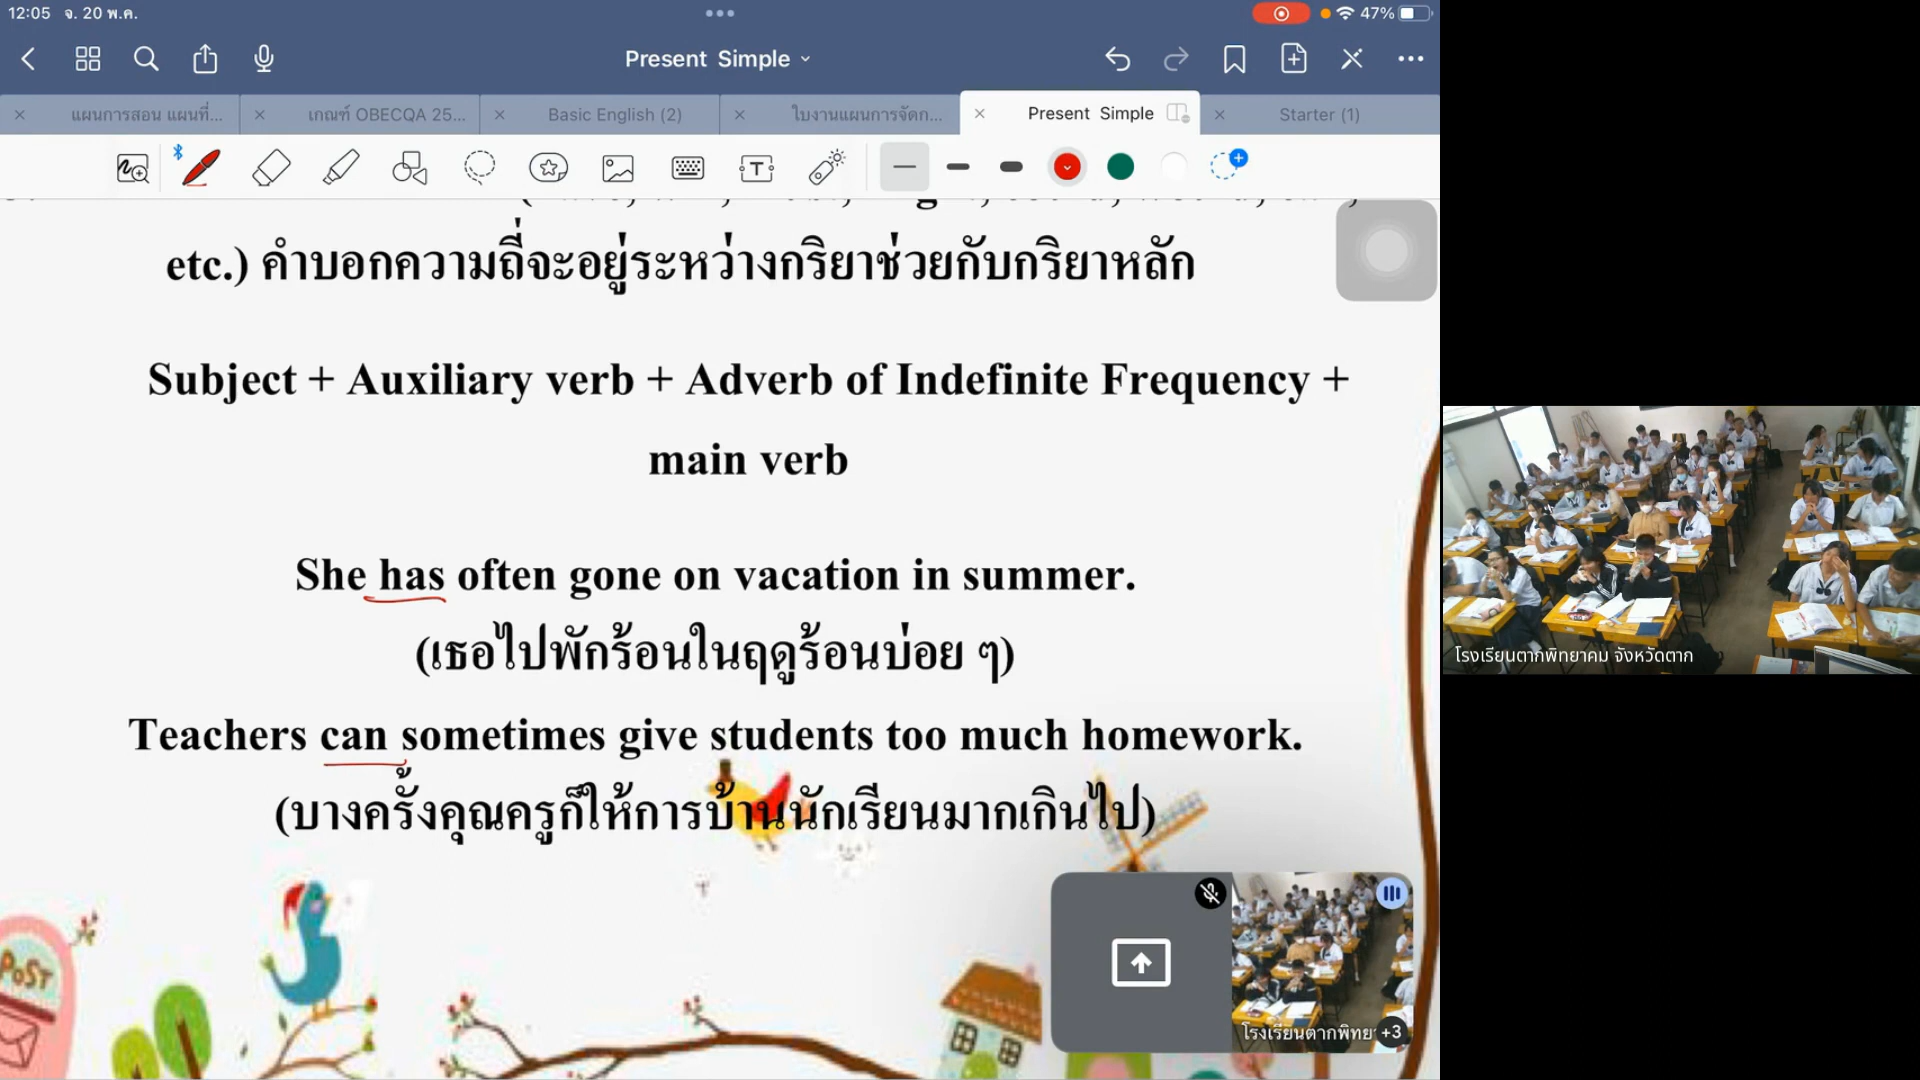 12:05 จ. 20 พ.ค.
47%
Present Simple
แผนการสอน แผนที่...
เกณฑ์ OBECQA 25...
Basic English (2)
ใบงานแผนการจัดก...
Present Simple
Starter (1)
etc.) คำบอกความถี่จะอยู่ระหว่างกริยาช่วยกับกริยาหลัก
Subject + Auxiliary verb + Adverb of Indefinite Frequency +
main verb
She has often gone on vacation in summer.
(เธอไปพักร้อนในฤดูร้อนบ่อย ๆ)
Teachers can sometimes give students too much homework.
(บางครั้งคุณครูก็ให้การบ้านนักเรียนมากเกินไป)
POST
โรงเรียนตากพิทยา
+3
โรงเรียนตากพิทยาคม จังหวัดตาก